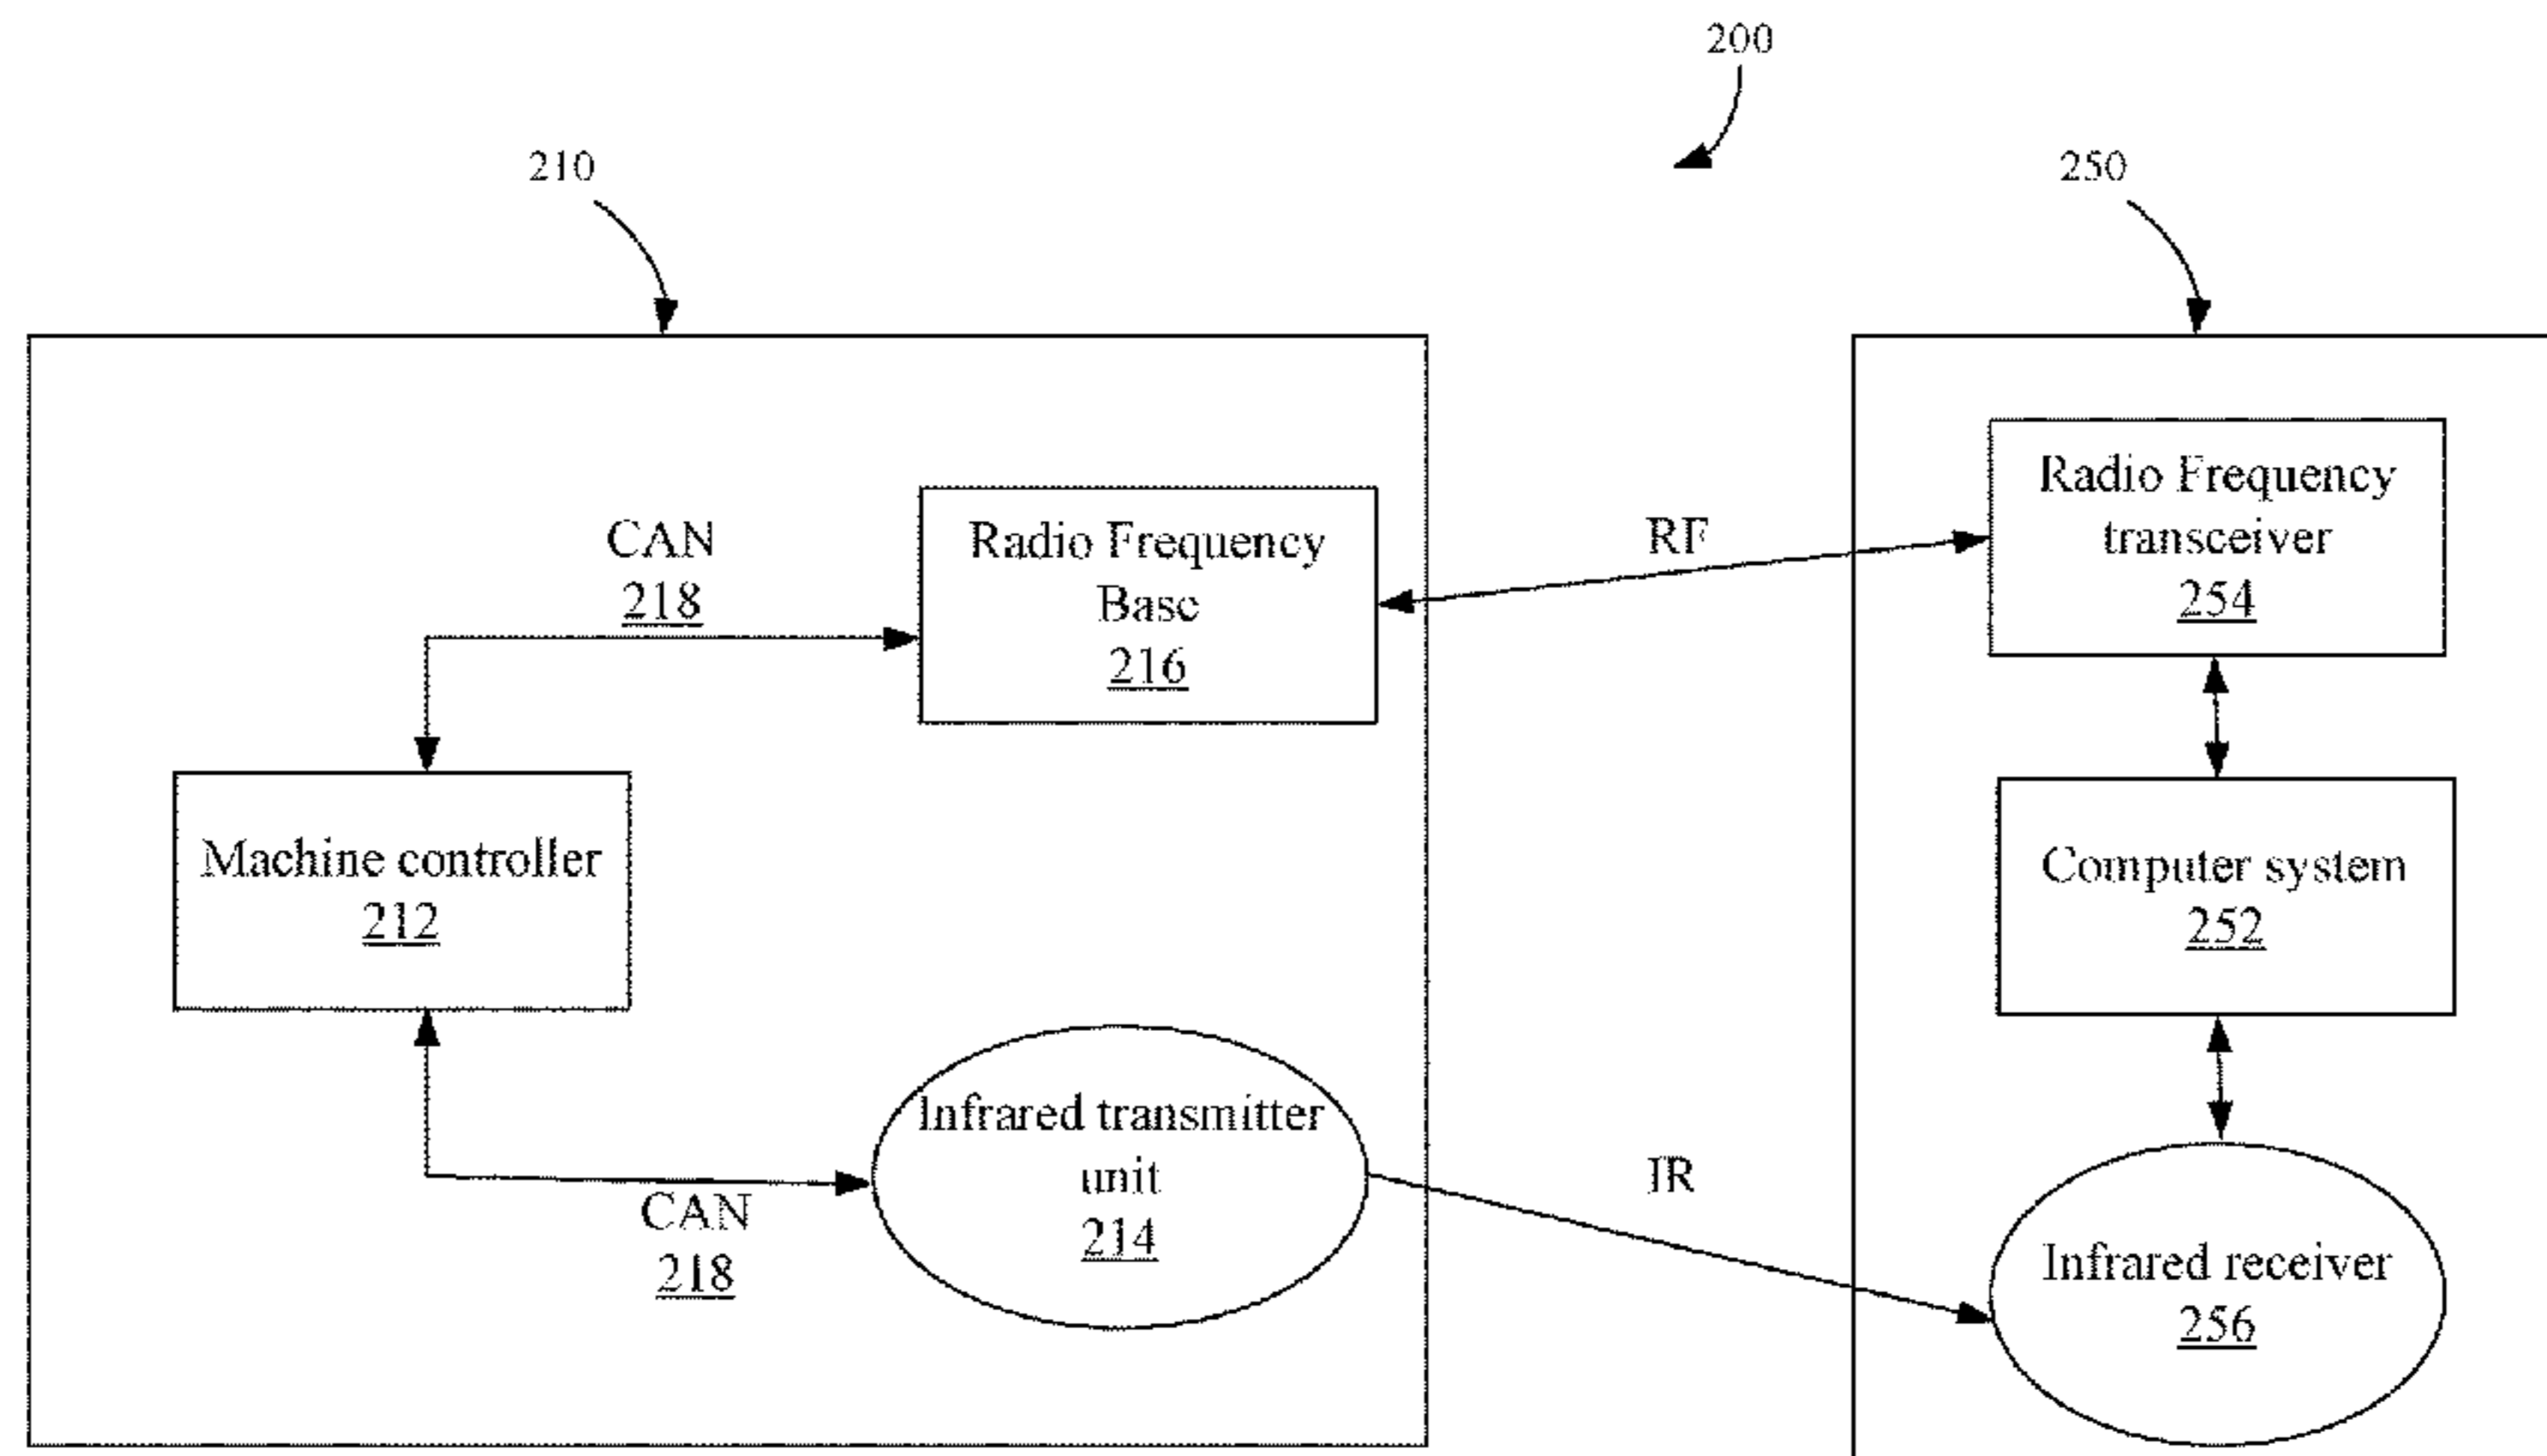 200
210
250
CAN
218
Radio Frequency
Base
216
RF
Radio Frequency
transceiver
254
Machine controller
212
Computer system
252
Infrared transmitter
unit
214
CAN
218
IR
Infrared receiver
256